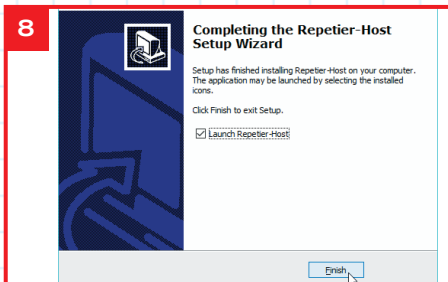 8
Completing the Repetier-Host
Setup Wizard
Setup has finished installing Repetier-Host on your computer.
The application may be launched by selecting the installed
icons.
Click Finish to exit Setup.
Launch Repetier-Host
Finish